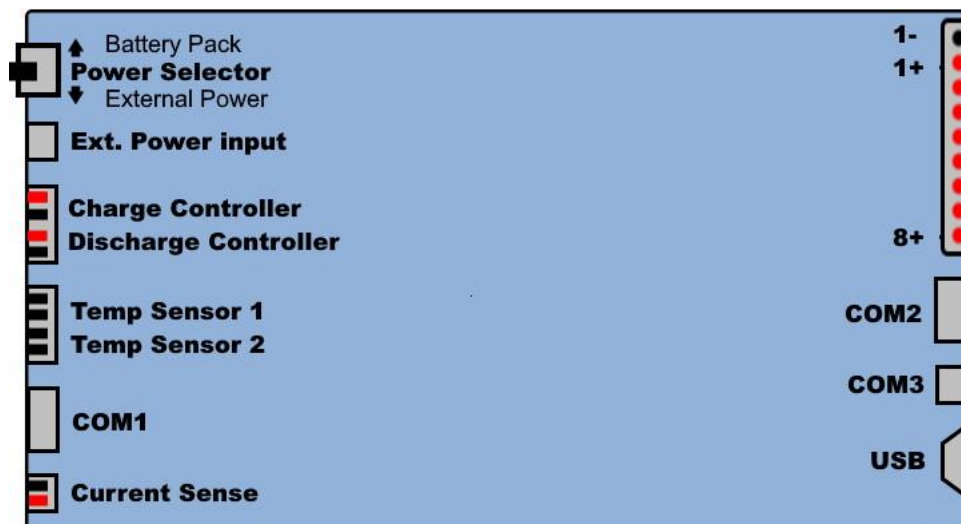 Battery Pack
Power Selector
External Power
Ext. Power input
Charge Controller
Discharge Controller
Temp Sensor 1
Temp Sensor 2
COM1
Current Sense
1-
1+
8+
COM2
COM3
USB